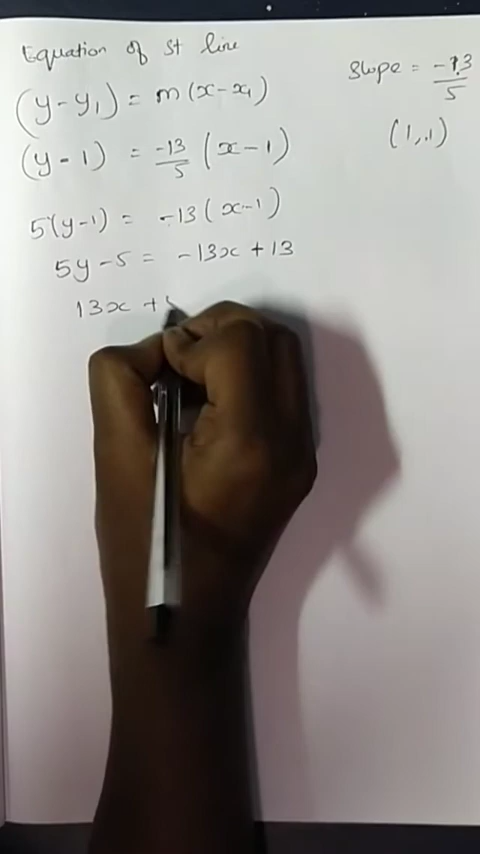 Equation of st line
(y-y₁) = m(x-x₁)
(y-1) = -13/5 (x-1)
5(y-1) = -13(x-1)
5y-5 = -13x+13
13x +
Slope = -13/5
(1,1)